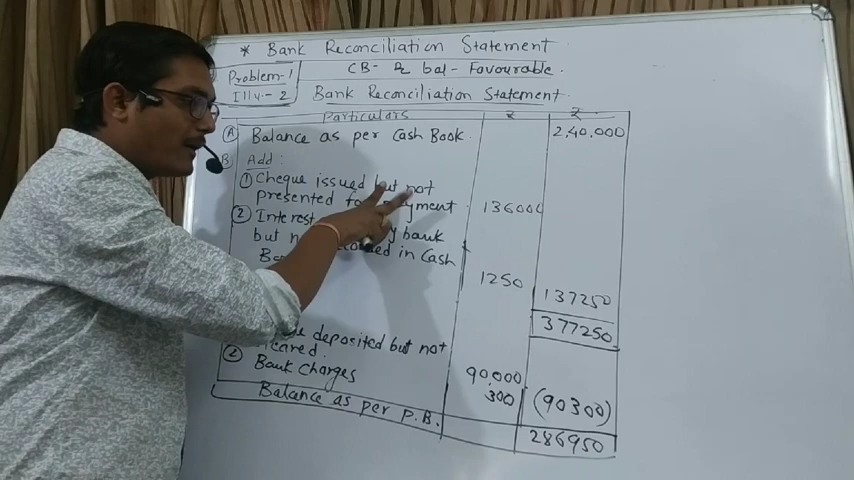 * Bank Reconciliation Statement
Problem-1 CB- Dr bal- Favourable.
Illy.-2 Bank Reconciliation Statement
Particulars ₹ ₹
(A) Balance as per Cash Book. 2,40,000
(B) Add:
(1) Cheque issued but not
presented for payment 136000
(2) Interest by bank
but in Cash
1250 137250
377250
deposited but not
cleared. 90,000
(2) Bank Charges 300 (90300)
Balance as per P.B. 286950